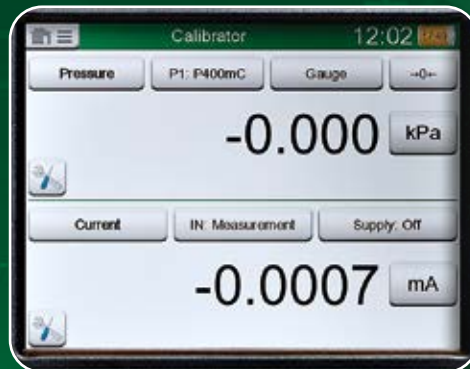 Calibrator 12:02
Pressure P1: P400mC Gauge →0←
-0.000 kPa
Current IN: Measurement Supply: Off
-0.0007 mA